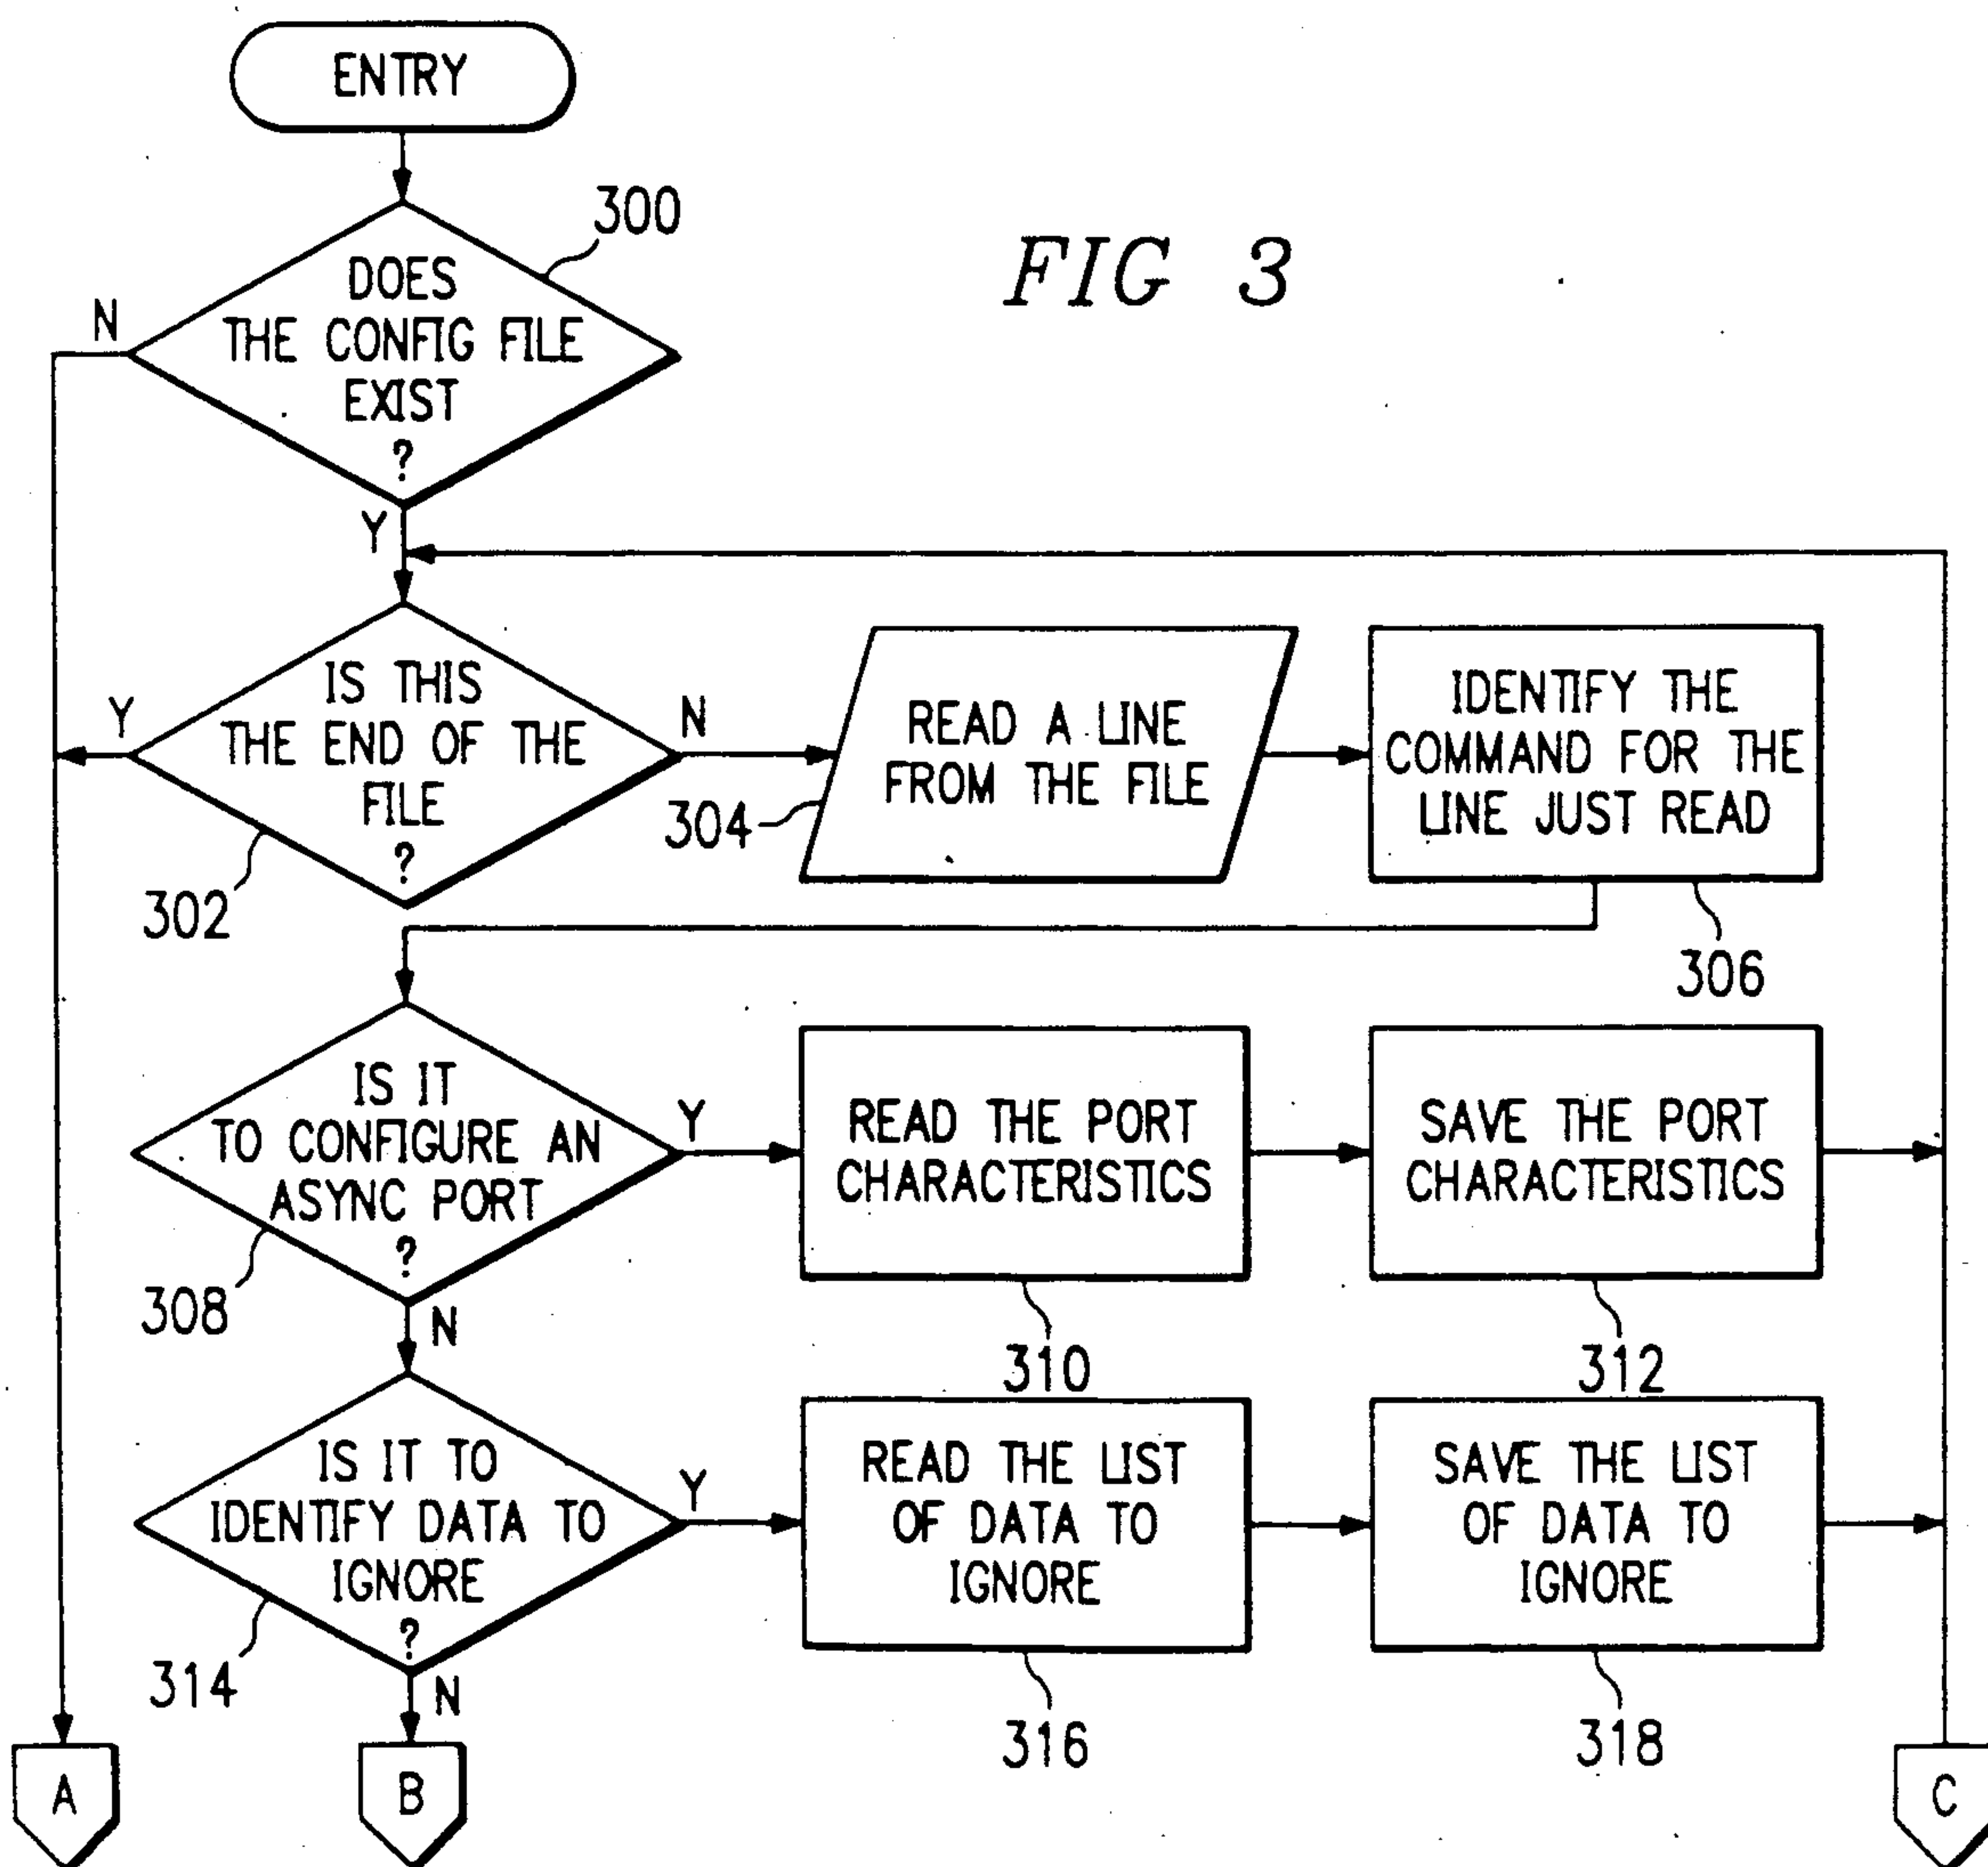 ENTRY
300
FIG 3
DOES
THE CONFIG FILE
EXIST
?
N
Y
IS THIS
THE END OF THE
FILE
?
Y
N
302
READ A LINE
FROM THE FILE
304
IDENTIFY THE
COMMAND FOR THE
LINE JUST READ
306
IS IT
TO CONFIGURE AN
ASYNC PORT
?
Y
N
308
READ THE PORT
CHARACTERISTICS
310
SAVE THE PORT
CHARACTERISTICS
312
IS IT TO
IDENTIFY DATA TO
IGNORE
?
Y
N
314
READ THE LIST
OF DATA TO
IGNORE
316
SAVE THE LIST
OF DATA TO
IGNORE
318
A
B
C